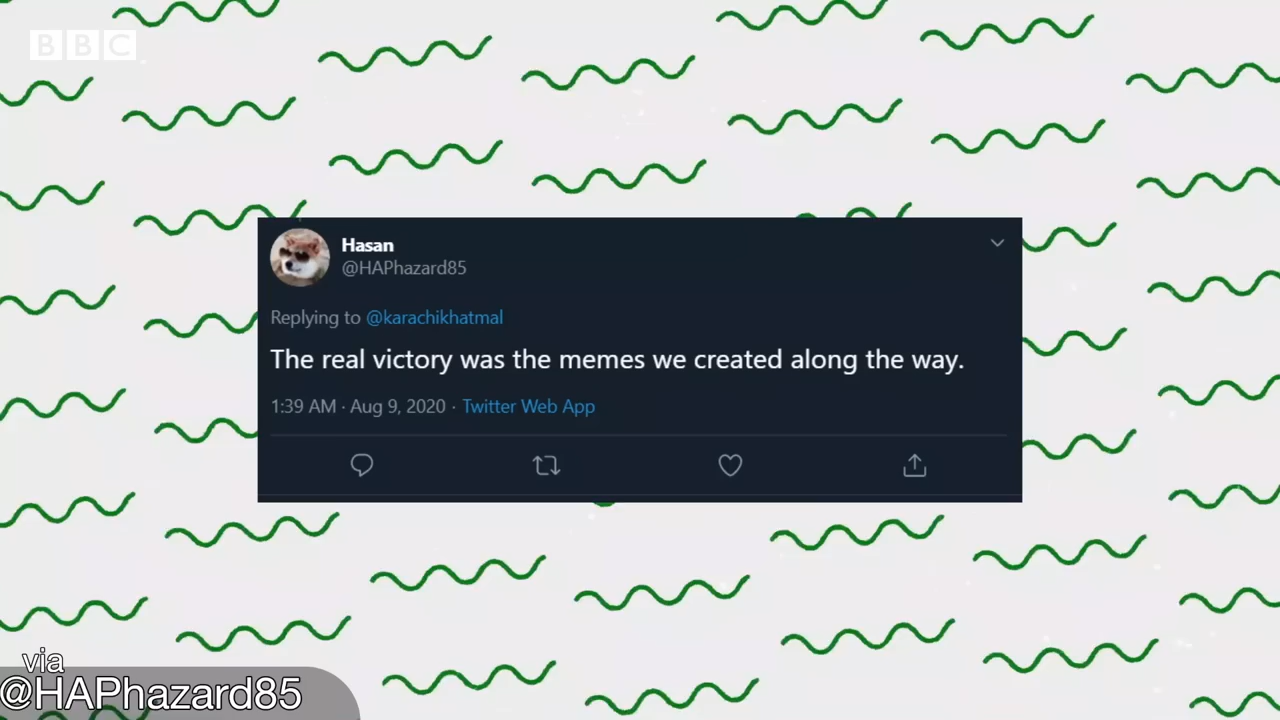 BBC
Hasan
@HAPhazard85
Replying to @karachikhatmal
The real victory was the memes we created along the way.
1:39 AM · Aug 9, 2020 · Twitter Web App
via
@HAPhazard85